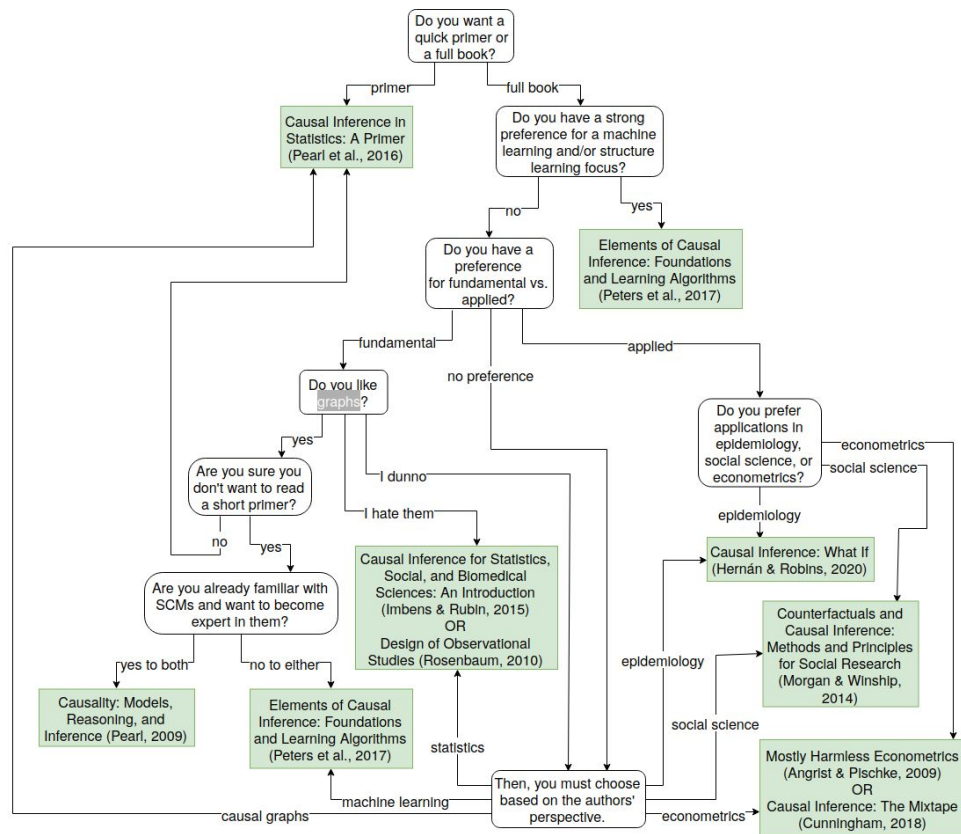 Do you want a
quick primer or
a full book?
primer
full book
Causal Inference in
Statistics: A Primer
(Pearl et al., 2016)
Do you have a strong
preference for a machine
learning and/or structure
learning focus?
no
yes
Do you have a
preference
for fundamental vs.
applied?
Elements of Causal
Inference: Foundations
and Learning Algorithms
(Peters et al., 2017)
fundamental
no preference
applied
Do you like
graphs?
Do you prefer
applications in
epidemiology,
social science, or
econometrics?
econometrics
social science
yes
I dunno
I hate them
epidemiology
Are you sure you
don't want to read
a short primer?
no
yes
Causal Inference for Statistics,
Social, and Biomedical
Sciences: An Introduction
(Imbens & Rubin, 2015)
OR
Design of Observational
Studies (Rosenbaum, 2010)
Causal Inference: What If
(Hernán & Robins, 2020)
Are you already familiar with
SCMs and want to become
expert in them?
Counterfactuals and
Causal Inference:
Methods and Principles
for Social Research
(Morgan & Winship,
2014)
yes to both
no to either
epidemiology
Causality: Models,
Reasoning, and
Inference (Pearl, 2009)
Elements of Causal
Inference: Foundations
and Learning Algorithms
(Peters et al., 2017)
social science
statistics
Mostly Harmless Econometrics
(Angrist & Pischke, 2009)
OR
Causal Inference: The Mixtape
(Cunningham, 2018)
Then, you must choose
based on the authors'
perspective.
machine learning
causal graphs
econometrics